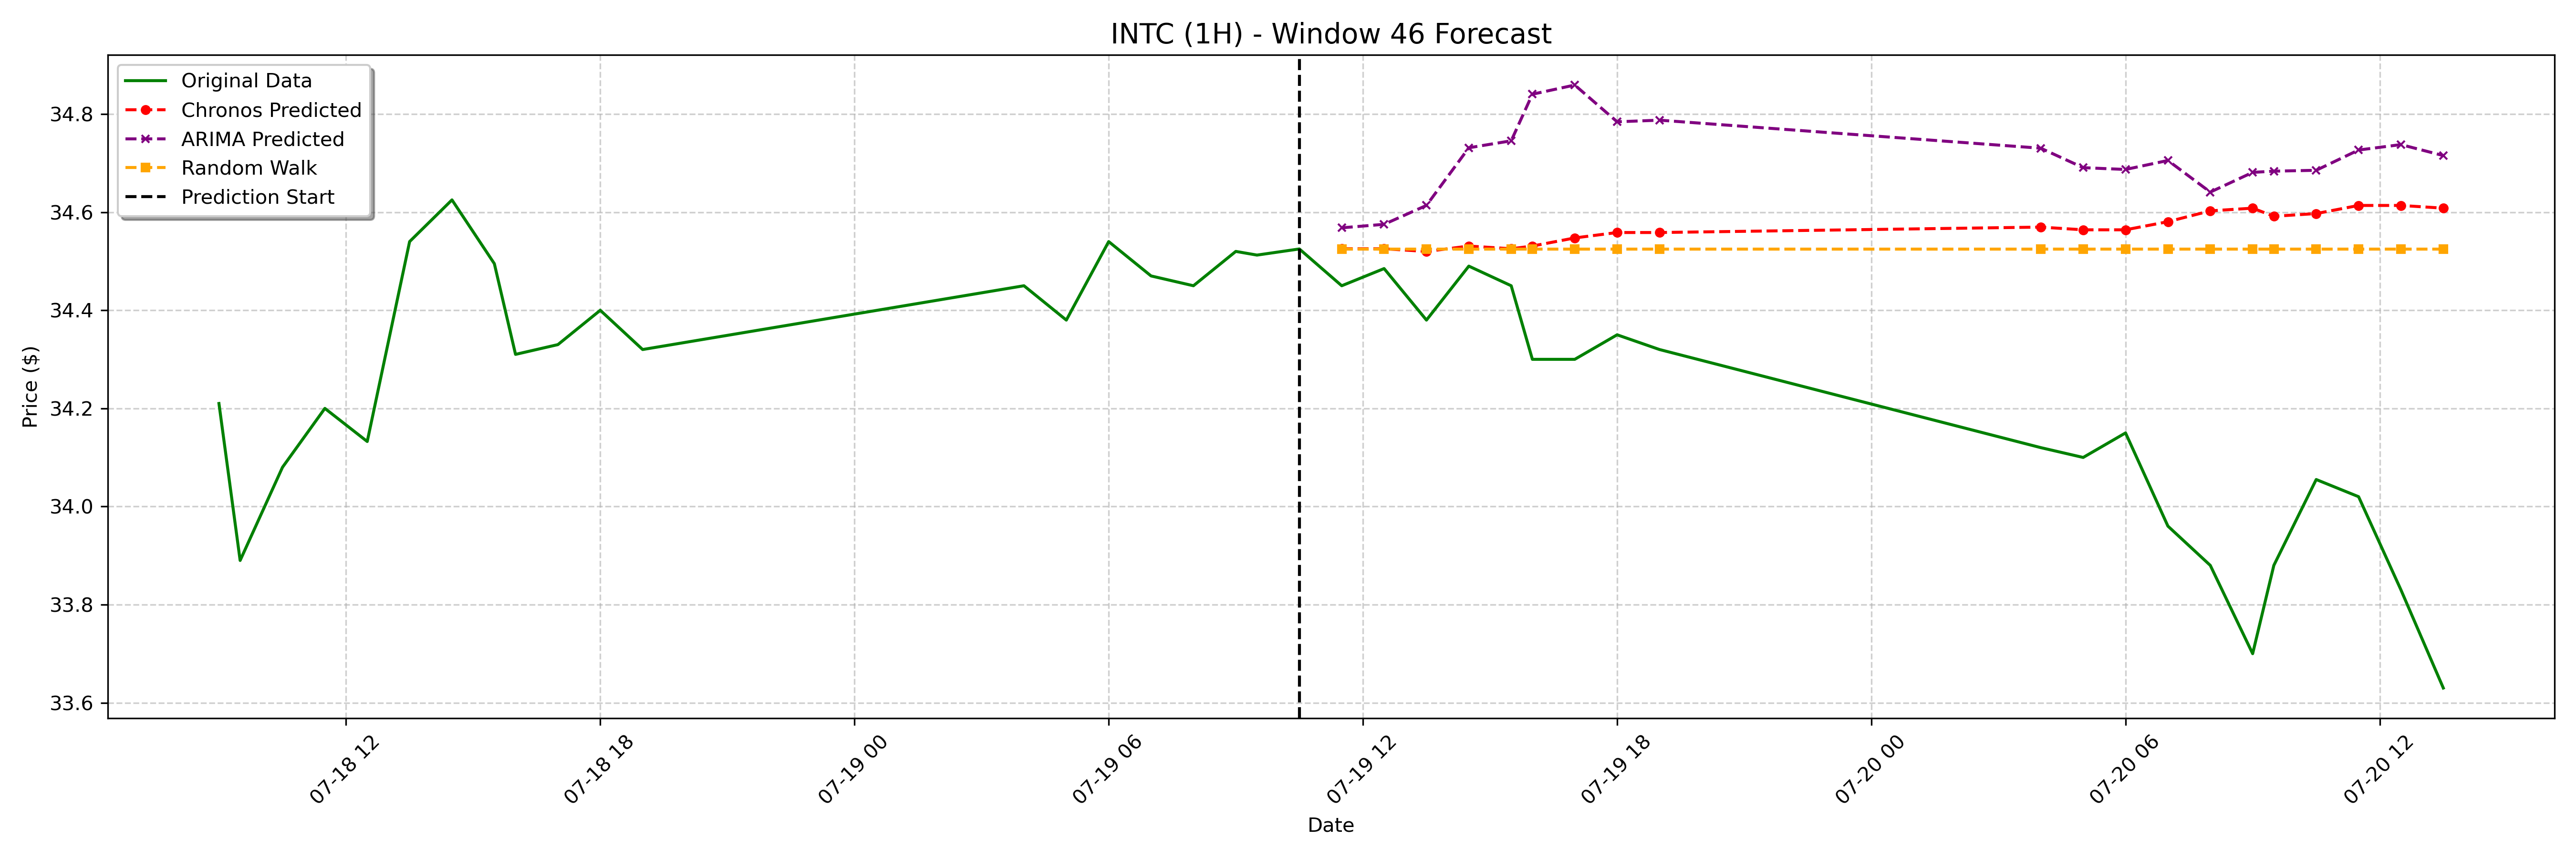 INTC (1H) - Window 46 Forecast
Original Data
Chronos Predicted
ARIMA Predicted
Random Walk
Prediction Start
Price ($)
34.8
34.6
34.4
34.2
34.0
33.8
33.6
07-18 12
07-18 18
07-19 00
07-19 06
07-19 12
07-19 18
07-20 00
07-20 06
07-20 12
Date